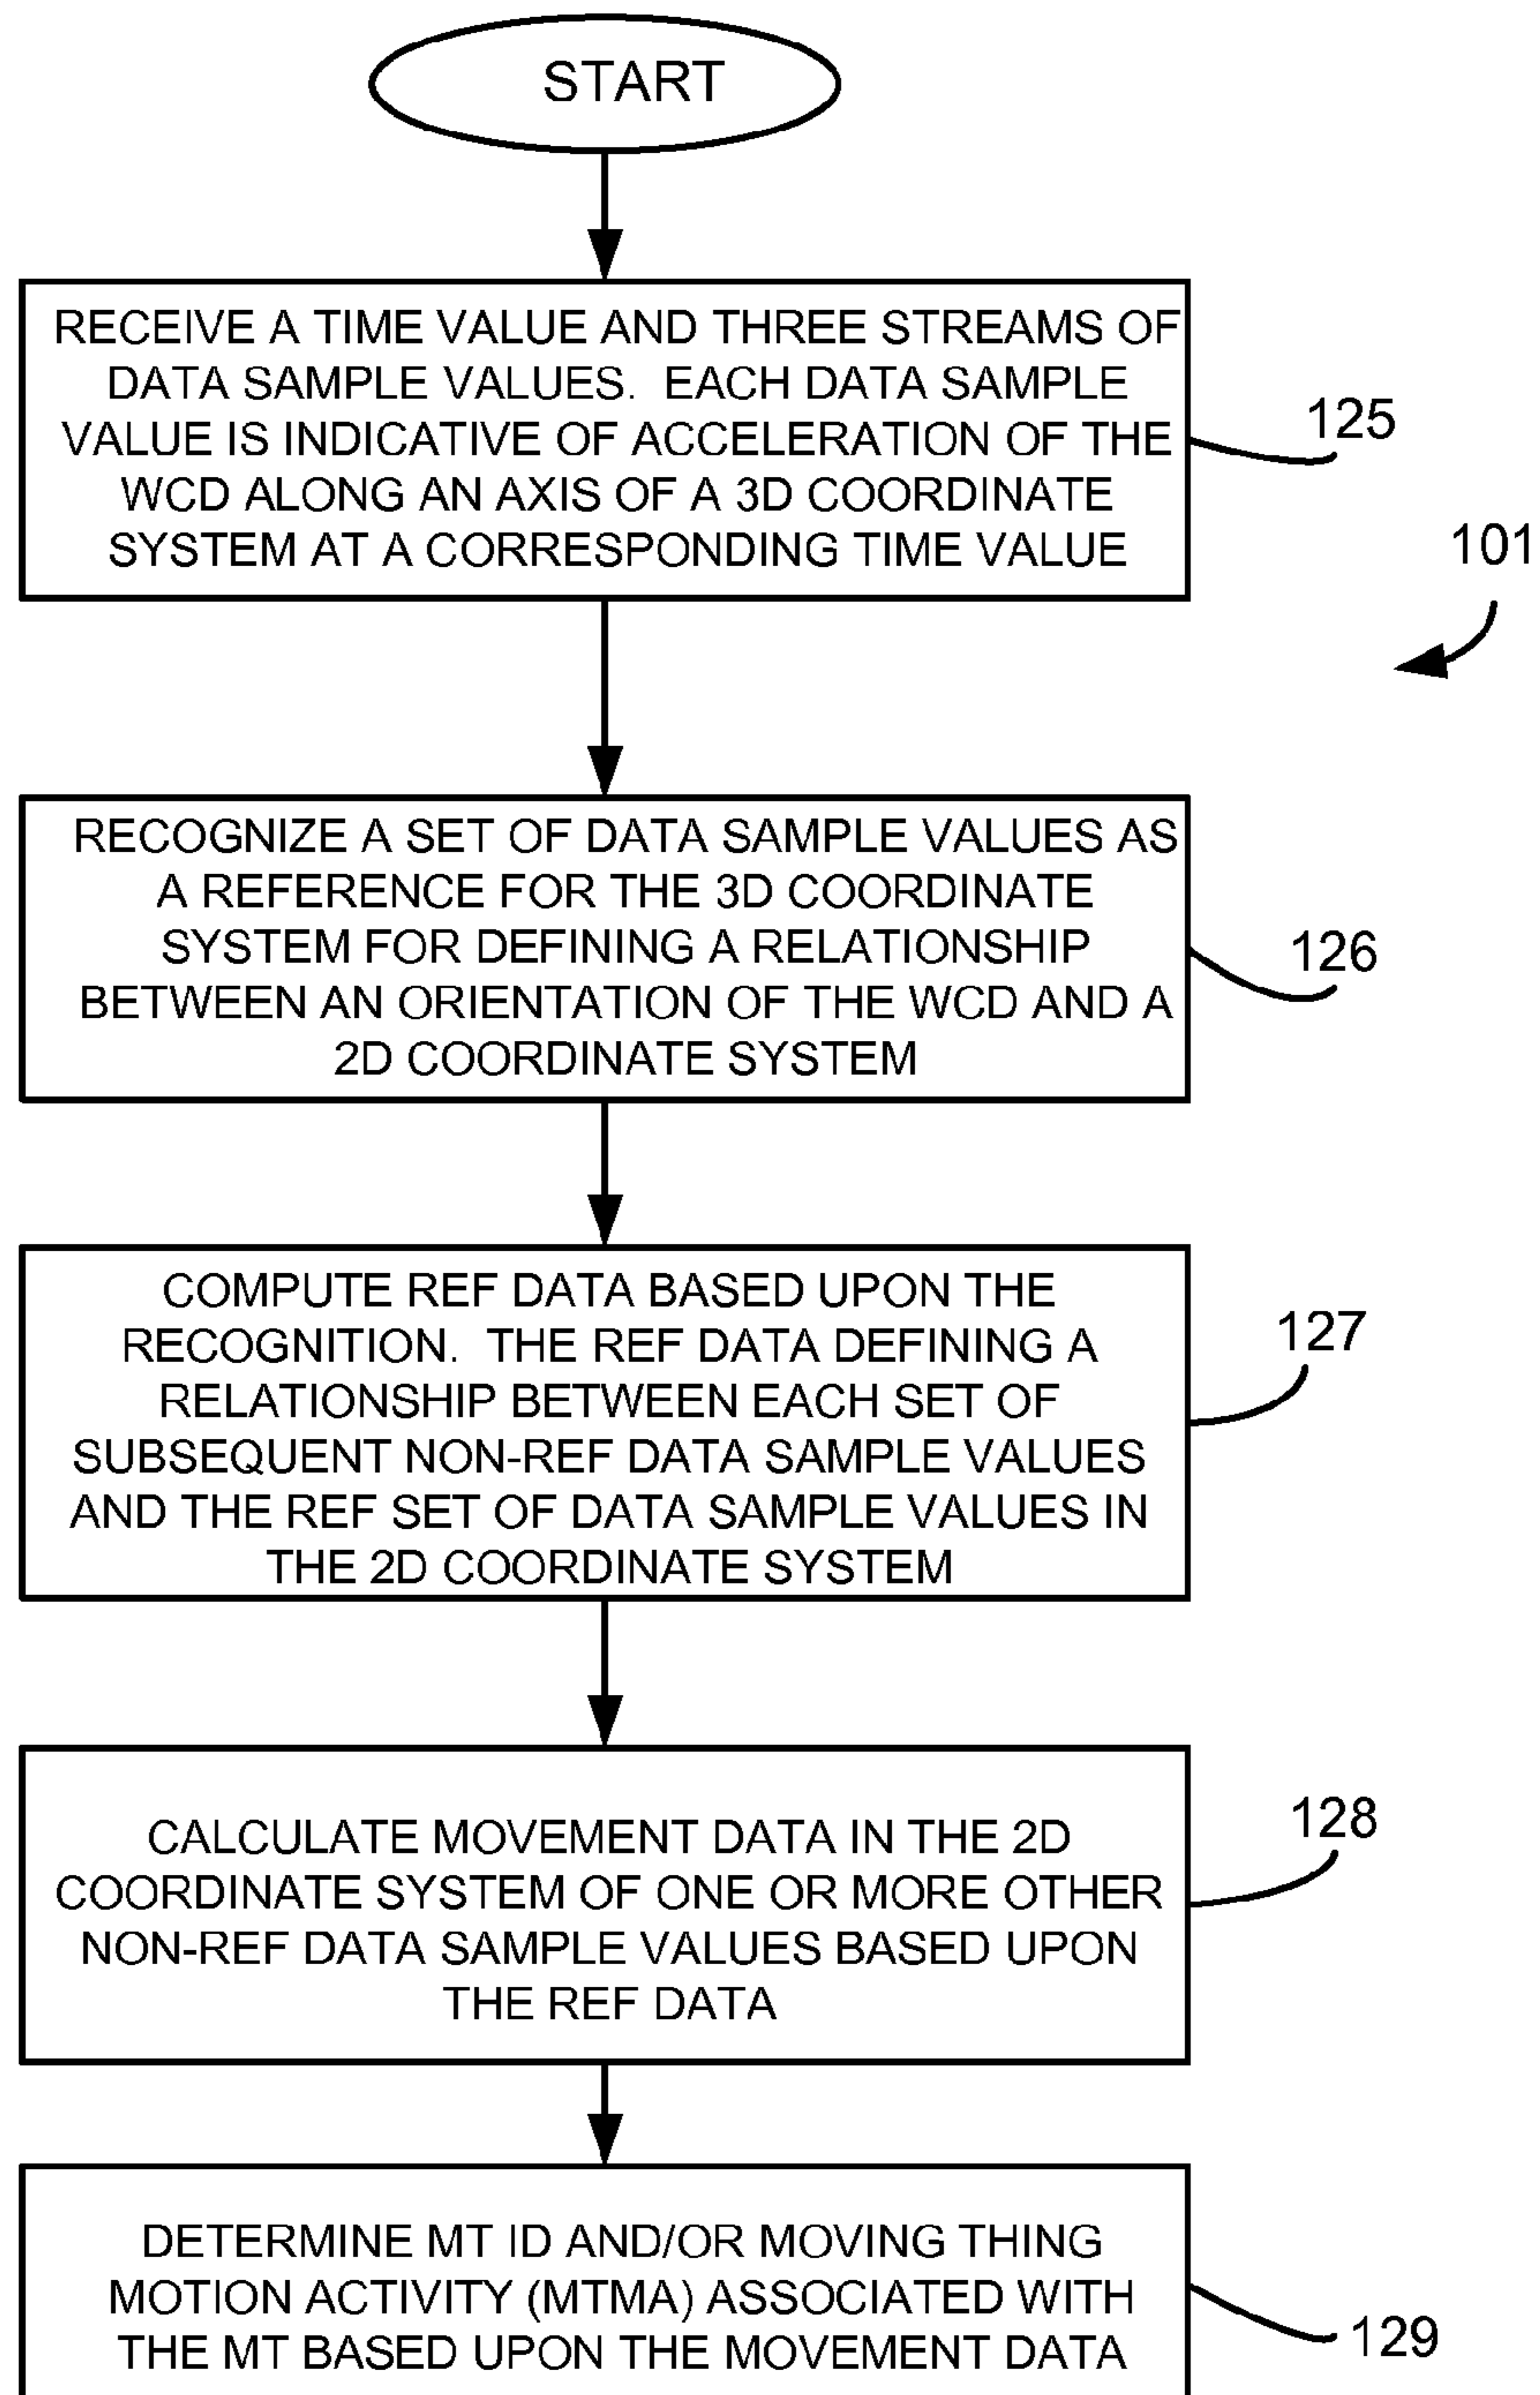 START
RECEIVE A TIME VALUE AND THREE STREAMS OF
DATA SAMPLE VALUES.  EACH DATA SAMPLE
VALUE IS INDICATIVE OF ACCELERATION OF THE
WCD ALONG AN AXIS OF A 3D COORDINATE
SYSTEM AT A CORRESPONDING TIME VALUE
125
101
RECOGNIZE A SET OF DATA SAMPLE VALUES AS
A REFERENCE FOR THE 3D COORDINATE
SYSTEM FOR DEFINING A RELATIONSHIP
BETWEEN AN ORIENTATION OF THE WCD AND A
2D COORDINATE SYSTEM
126
COMPUTE REF DATA BASED UPON THE
RECOGNITION.  THE REF DATA DEFINING A
RELATIONSHIP BETWEEN EACH SET OF
SUBSEQUENT NON-REF DATA SAMPLE VALUES
AND THE REF SET OF DATA SAMPLE VALUES IN
THE 2D COORDINATE SYSTEM
127
CALCULATE MOVEMENT DATA IN THE 2D
COORDINATE SYSTEM OF ONE OR MORE OTHER
NON-REF DATA SAMPLE VALUES BASED UPON
THE REF DATA
128
DETERMINE MT ID AND/OR MOVING THING
MOTION ACTIVITY (MTMA) ASSOCIATED WITH
THE MT BASED UPON THE MOVEMENT DATA
129